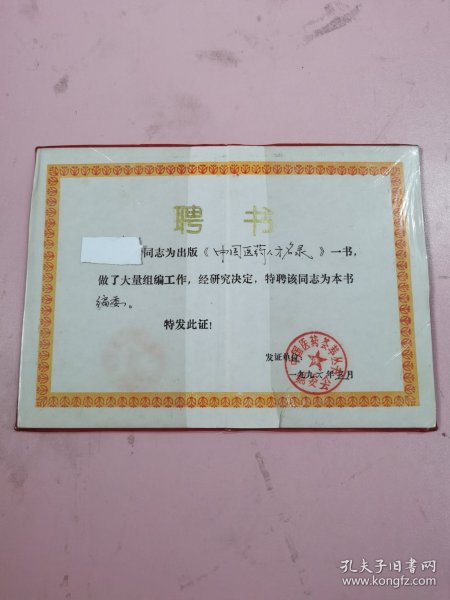 聘书
同志为出版《中国医药人才名录》一书，
做了大量组编工作，经研究决定，特聘该同志为本书
编委。
特发此证！
发证单位：
一九九六年五月
孔夫子旧书网
www.kongfz.com